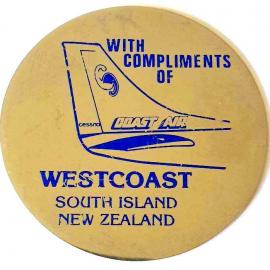 WITH
COMPLIMENTS
OF
cessna
COAST AIR
WESTCOAST
SOUTH ISLAND
NEW ZEALAND